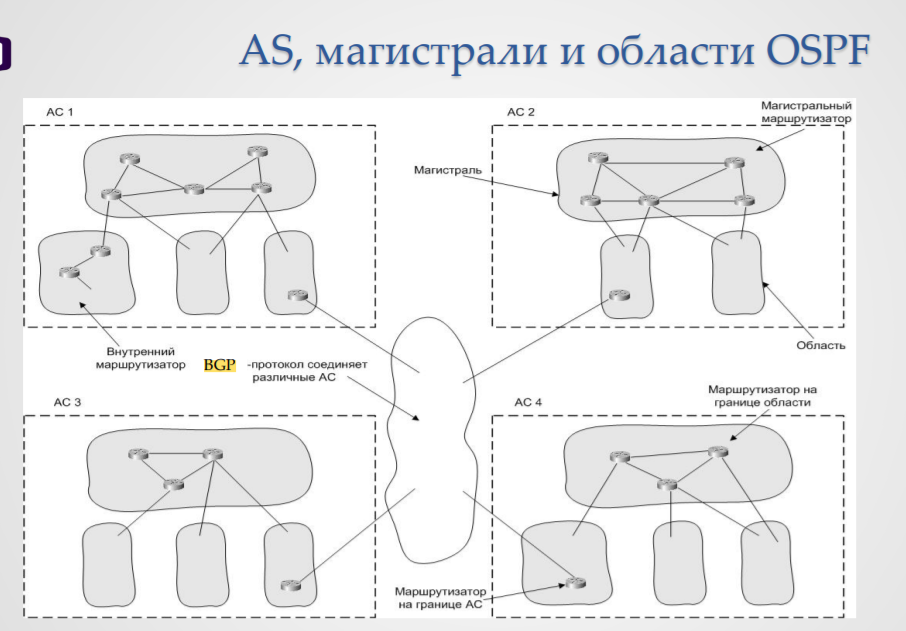 AS, магистрали и области OSPF
АС 1
АС 2
Магистральный
маршрутизатор
Магистраль
Внутренний
маршрутизатор
BGP -протокол соединяет
различные АС
Область
АС 3
АС 4
Маршрутизатор на
границе области
Маршрутизатор
на границе АС